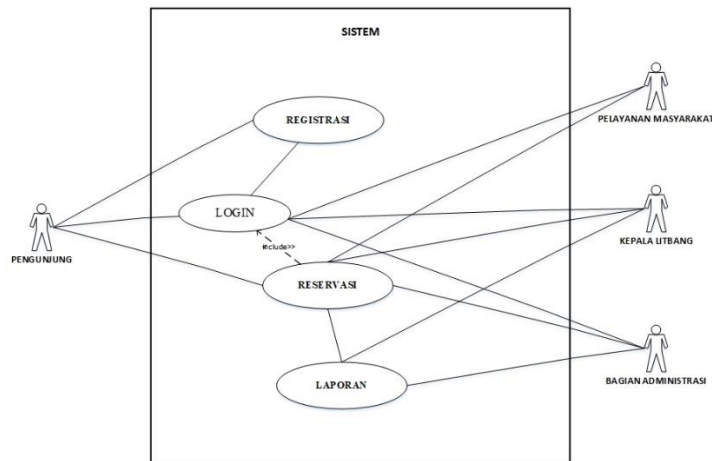 SISTEM
PELAYANAN MASYARAKAT
REGISTRASI
LOGIN
include>>
PENGUNJUNG
KEPALA LITBANG
RESERVASI
LAPORAN
BAGIAN ADMINISTRASI